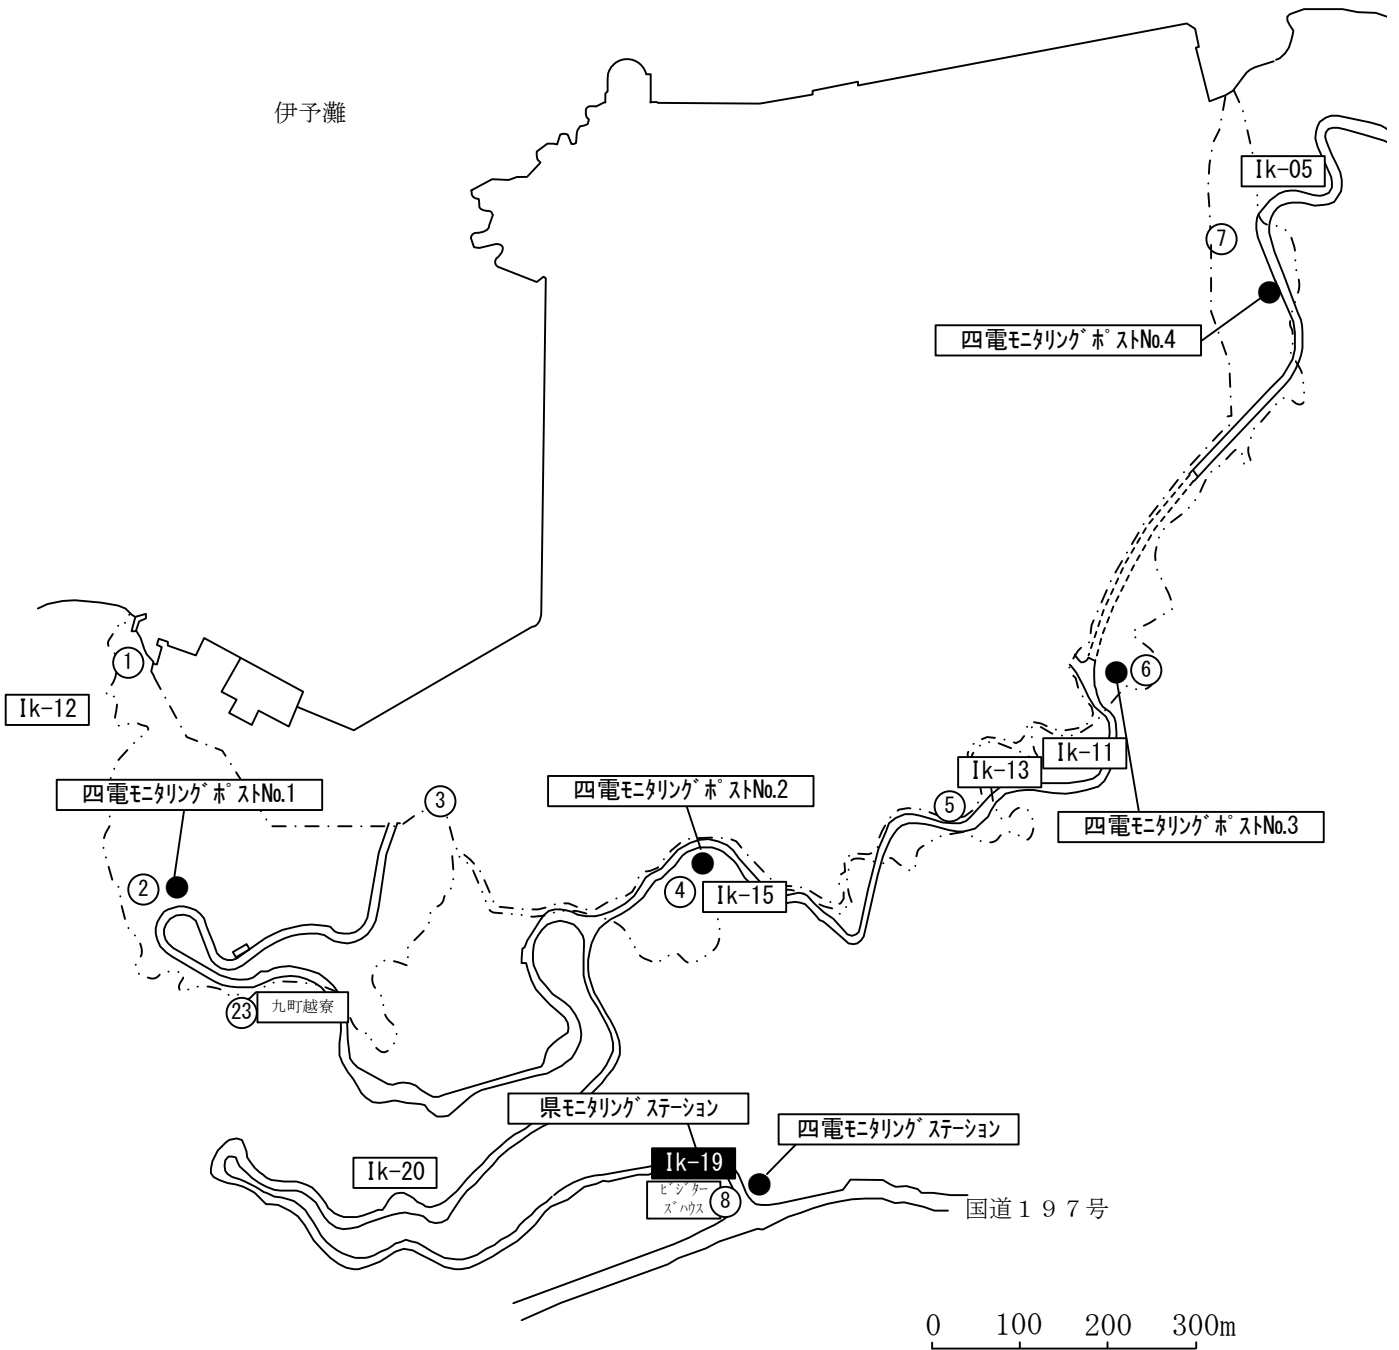 伊予灘
Ik-05
⑦
四電ﾓﾆﾀﾘﾝｸﾞﾎﾟｽﾄNo.4
①
⑥
Ik-12
Ik-11
Ik-13
四電ﾓﾆﾀﾘﾝｸﾞﾎﾟｽﾄNo.1
四電ﾓﾆﾀﾘﾝｸﾞﾎﾟｽﾄNo.2
③
⑤
四電ﾓﾆﾀﾘﾝｸﾞﾎﾟｽﾄNo.3
②
④
Ik-15
㉓
九町越寮
県ﾓﾆﾀﾘﾝｸﾞｽﾃｰｼｮﾝ
四電ﾓﾆﾀﾘﾝｸﾞｽﾃｰｼｮﾝ
Ik-20
Ik-19
ﾋﾞｼﾞﾀｰ
ｽﾞﾊｳｽ
⑧
国道１９７号
0 100 200 300m